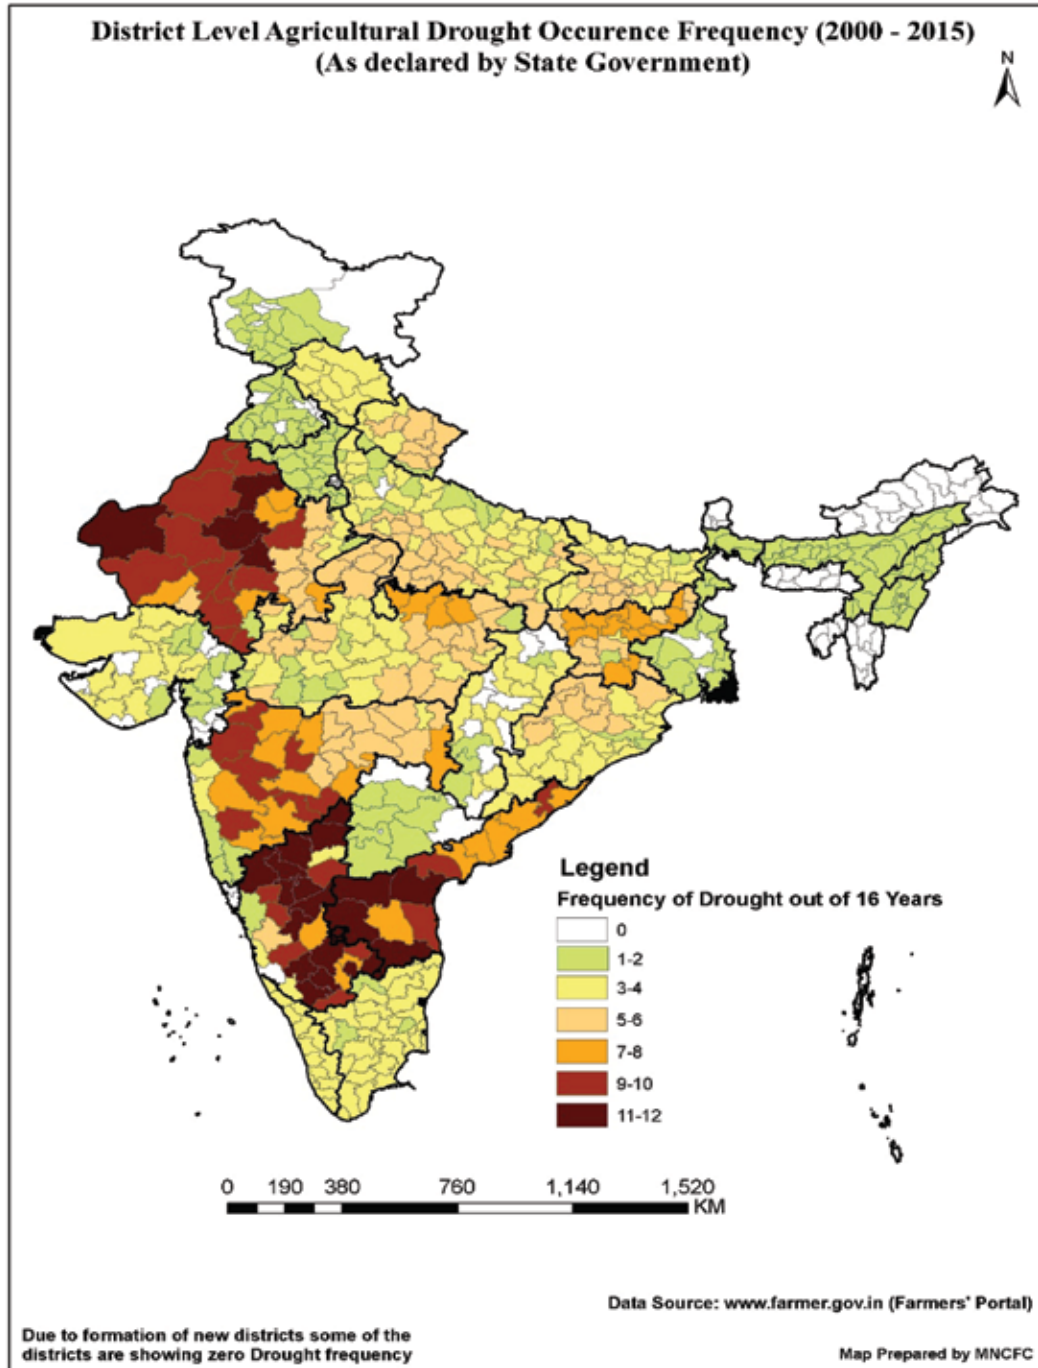 District Level Agricultural Drought Occurence Frequency (2000 - 2015)
(As declared by State Government)
N
Legend
Frequency of Drought out of 16 Years
0
1-2
3-4
5-6
7-8
9-10
11-12
0 190 380 760 1,140 1,520
KM
Data Source: www.farmer.gov.in (Farmers' Portal)
Due to formation of new districts some of the
districts are showing zero Drought frequency
Map Prepared by MNCFC